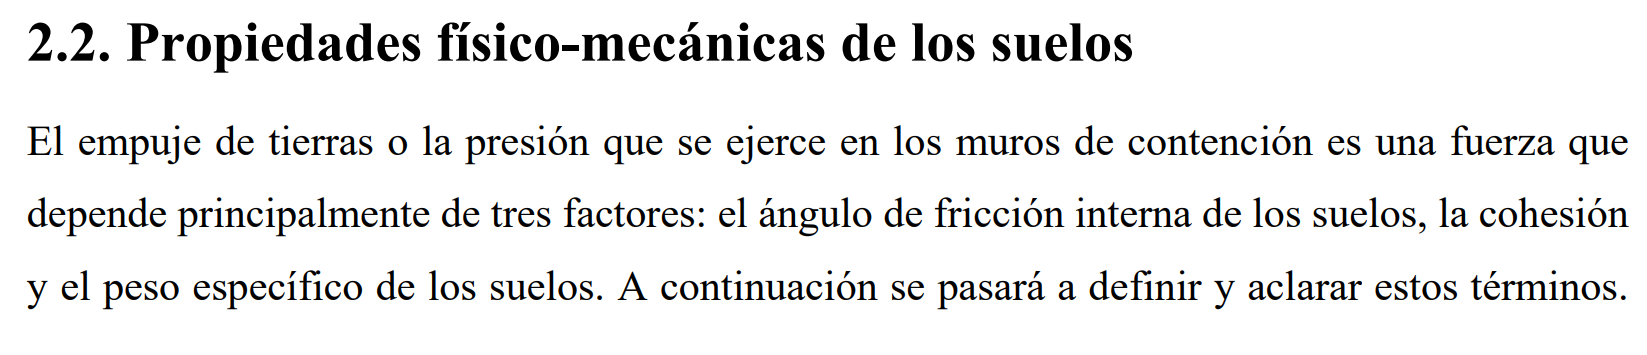 2.2. Propiedades físico-mecánicas de los suelos
El empuje de tierras o la presión que se ejerce en los muros de contención es una fuerza que
depende principalmente de tres factores: el ángulo de fricción interna de los suelos, la cohesión
y el peso específico de los suelos. A continuación se pasará a definir y aclarar estos términos.